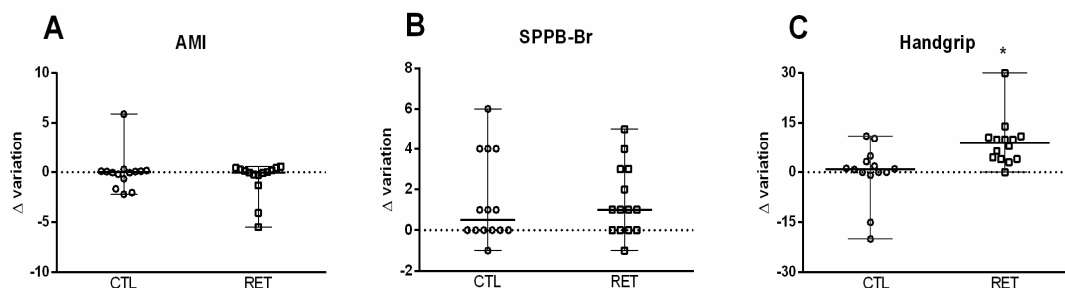 A
AMI
Δ variation
10
5
0
-5
-10
CTL RET
B
SPPB-Br
Δ variation
8
6
4
2
0
-2
CTL RET
C
Handgrip
*
Δ variation
30
15
0
-15
-30
CTL RET